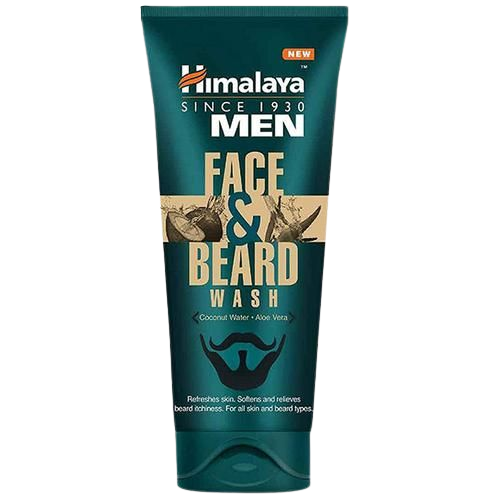 NEW
Himalaya
™
SINCE 1930
MEN
FACE
&
BEARD
WASH
Coconut Water • Aloe Vera
Refreshes skin. Softens and relieves
beard itchiness. For all skin and beard types.